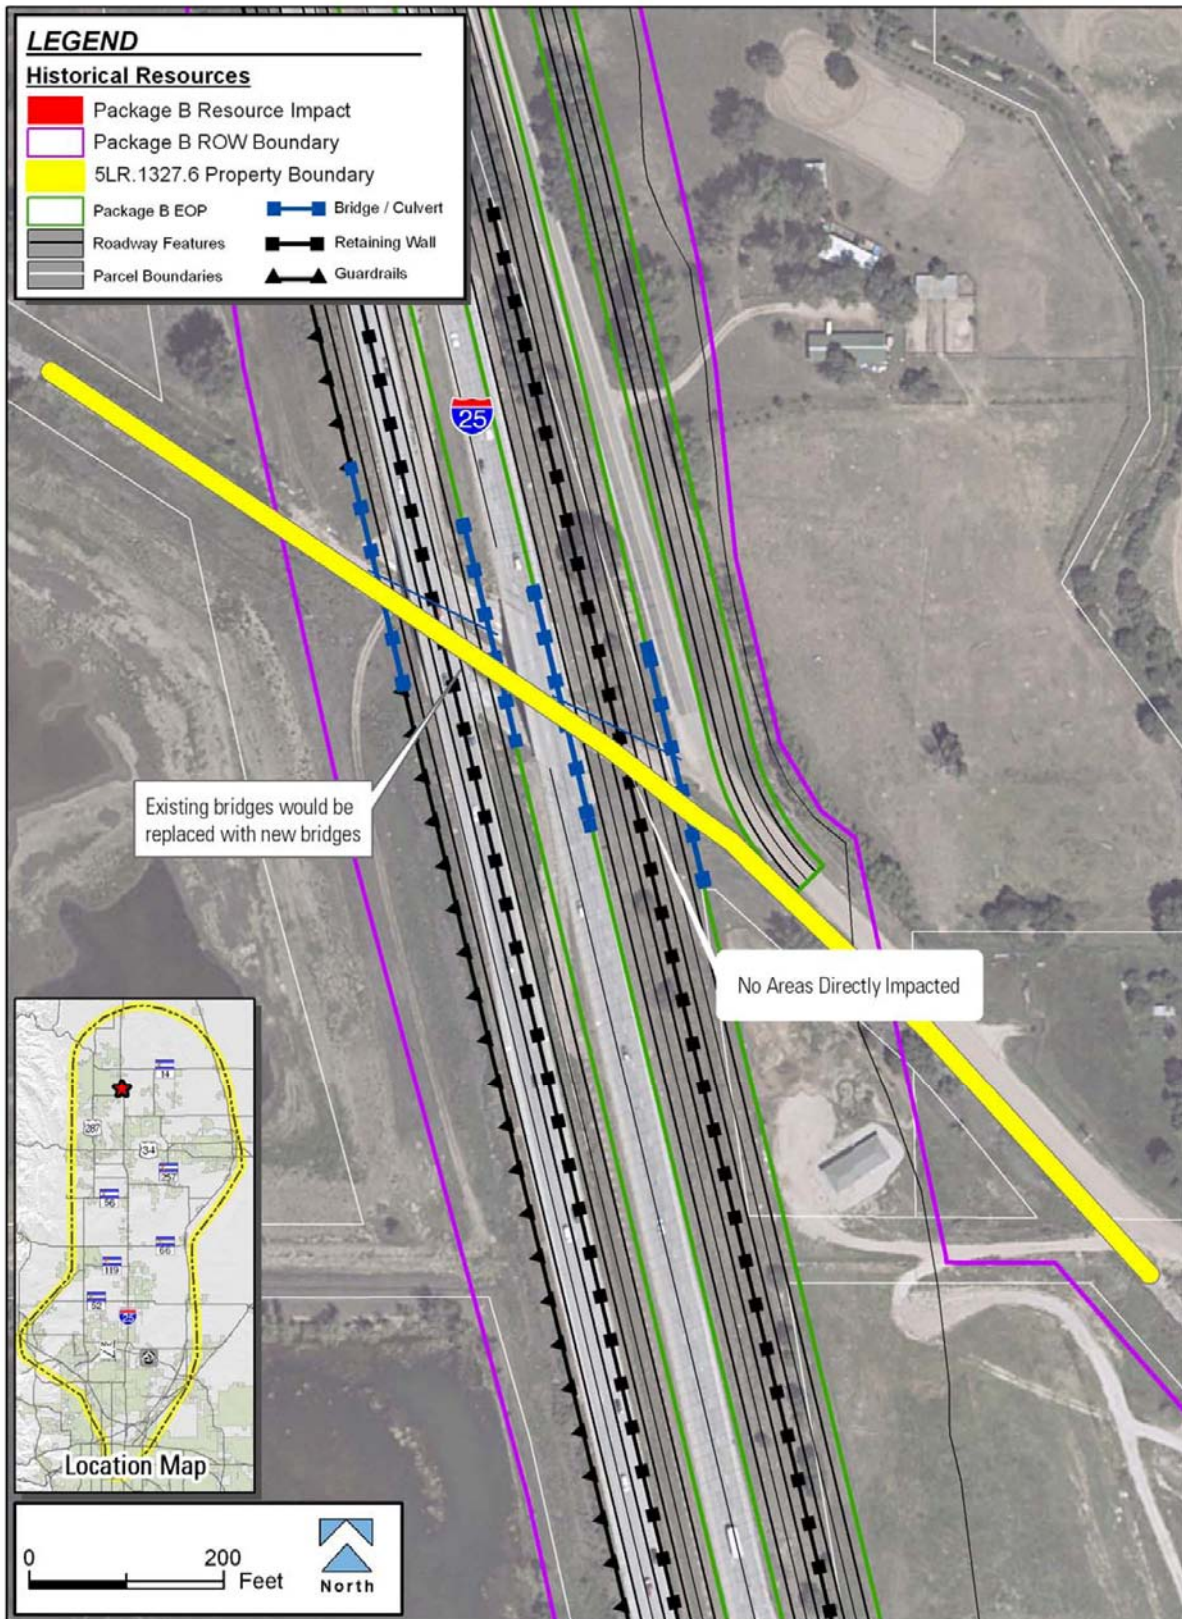 LEGEND
Historical Resources
Package B Resource Impact
Package B ROW Boundary
5LR.1327.6 Property Boundary
Package B EOP
Bridge / Culvert
Roadway Features
Retaining Wall
Parcel Boundaries
Guardrails
25
Existing bridges would be
replaced with new bridges
No Areas Directly Impacted
14
287
34
257
56
66
119
52
25
Location Map
0
200
Feet
North